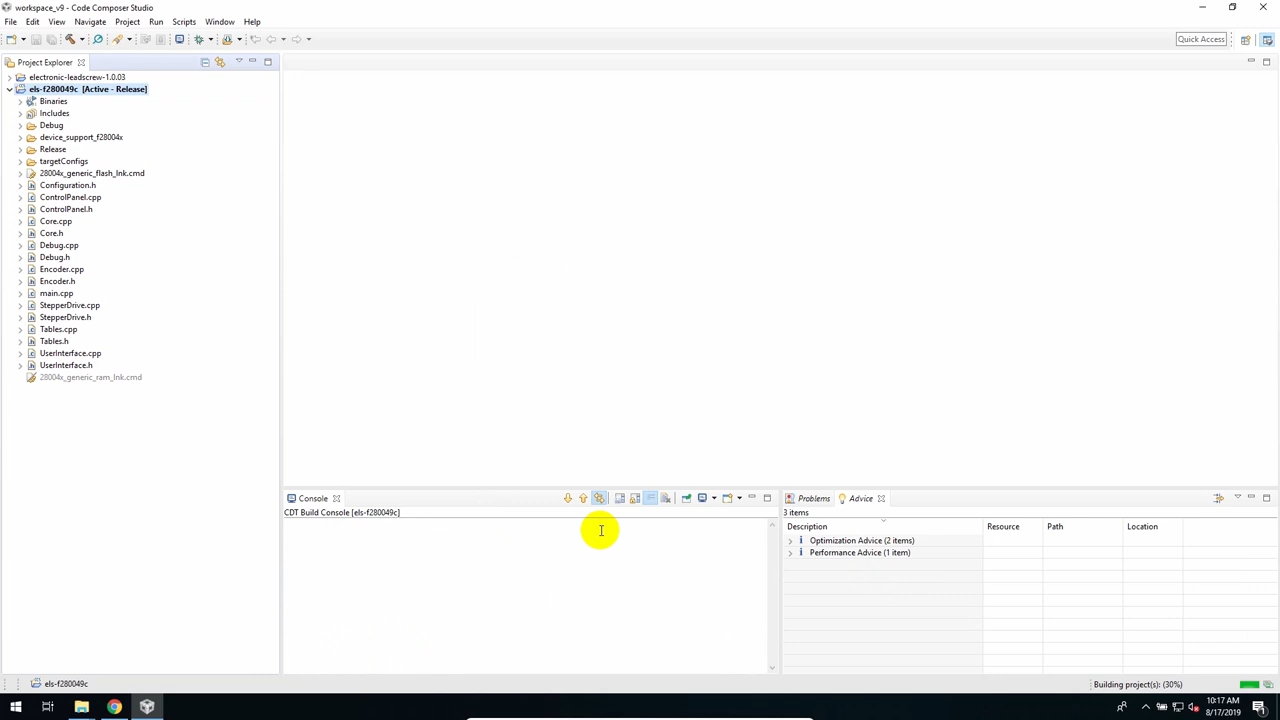 workspace_v9 - Code Composer Studio
File Edit View Navigate Project Run Scripts Window Help
Quick Access
Project Explorer
electronic-leadscrew-1.0.03
els-f280049c [Active - Release]
Binaries
Includes
Debug
device_support_f28004x
Release
targetConfigs
28004x_generic_flash_lnk.cmd
Configuration.h
ControlPanel.cpp
ControlPanel.h
Core.cpp
Core.h
Debug.cpp
Debug.h
Encoder.cpp
Encoder.h
main.cpp
StepperDrive.cpp
StepperDrive.h
Tables.cpp
Tables.h
UserInterface.cpp
UserInterface.h
28004x_generic_ram_lnk.cmd
Console
CDT Build Console [els-f280049c]
Problems Advice
3 items
Description Resource Path Location
Optimization Advice (2 items)
Performance Advice (1 item)
els-f280049c
Building project(s): (30%)
10:17 AM
8/17/2019